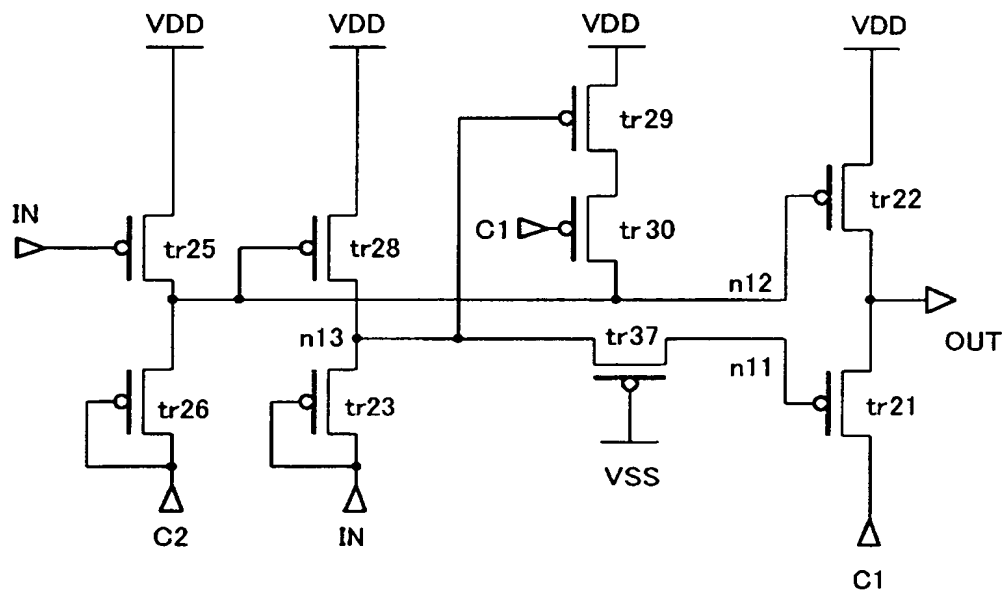 VDD
VDD
VDD
VDD
tr29
IN
tr25
tr28
C1
tr30
tr22
n12
n13
tr37
n11
OUT
tr26
tr23
tr21
VSS
C2
IN
C1